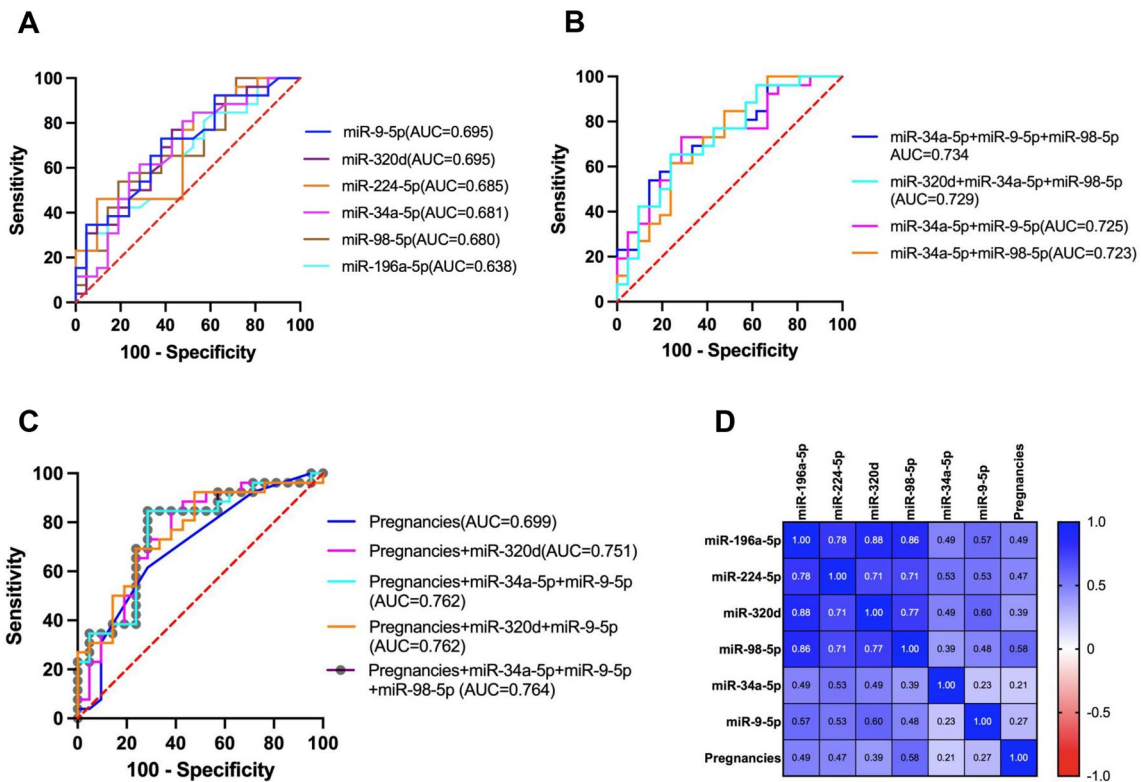 A
100
80
60
40
20
0
Sensitivity
0 20 40 60 80 100
100 - Specificity
miR-9-5p(AUC=0.695)
miR-320d(AUC=0.695)
miR-224-5p(AUC=0.685)
miR-34a-5p(AUC=0.681)
miR-98-5p(AUC=0.680)
miR-196a-5p(AUC=0.638)
B
100
80
60
40
20
0
Sensitivity
0 20 40 60 80 100
100 - Specificity
miR-34a-5p+miR-9-5p+miR-98-5p
AUC=0.734
miR-320d+miR-34a-5p+miR-98-5p
(AUC=0.729)
miR-34a-5p+miR-9-5p(AUC=0.725)
miR-34a-5p+miR-98-5p(AUC=0.723)
C
100
80
60
40
20
0
Sensitivity
0 20 40 60 80 100
100 - Specificity
Pregnancies(AUC=0.699)
Pregnancies+miR-320d(AUC=0.751)
Pregnancies+miR-34a-5p+miR-9-5p
(AUC=0.762)
Pregnancies+miR-320d+miR-9-5p
(AUC=0.762)
Pregnancies+miR-34a-5p+miR-9-5p
+miR-98-5p (AUC=0.764)
D
miR-196a-5p
miR-224-5p
miR-320d
miR-98-5p
miR-34a-5p
miR-9-5p
Pregnancies
miR-196a-5p 1.00 0.78 0.88 0.86 0.49 0.57 0.49
miR-224-5p 0.78 1.00 0.71 0.71 0.53 0.53 0.47
miR-320d 0.88 0.71 1.00 0.77 0.49 0.60 0.39
miR-98-5p 0.86 0.71 0.77 1.00 0.39 0.48 0.58
miR-34a-5p 0.49 0.53 0.49 0.39 1.00 0.23 0.21
miR-9-5p 0.57 0.53 0.60 0.48 0.23 1.00 0.27
Pregnancies 0.49 0.47 0.39 0.58 0.21 0.27 1.00
1.0
0.5
0
-0.5
-1.0